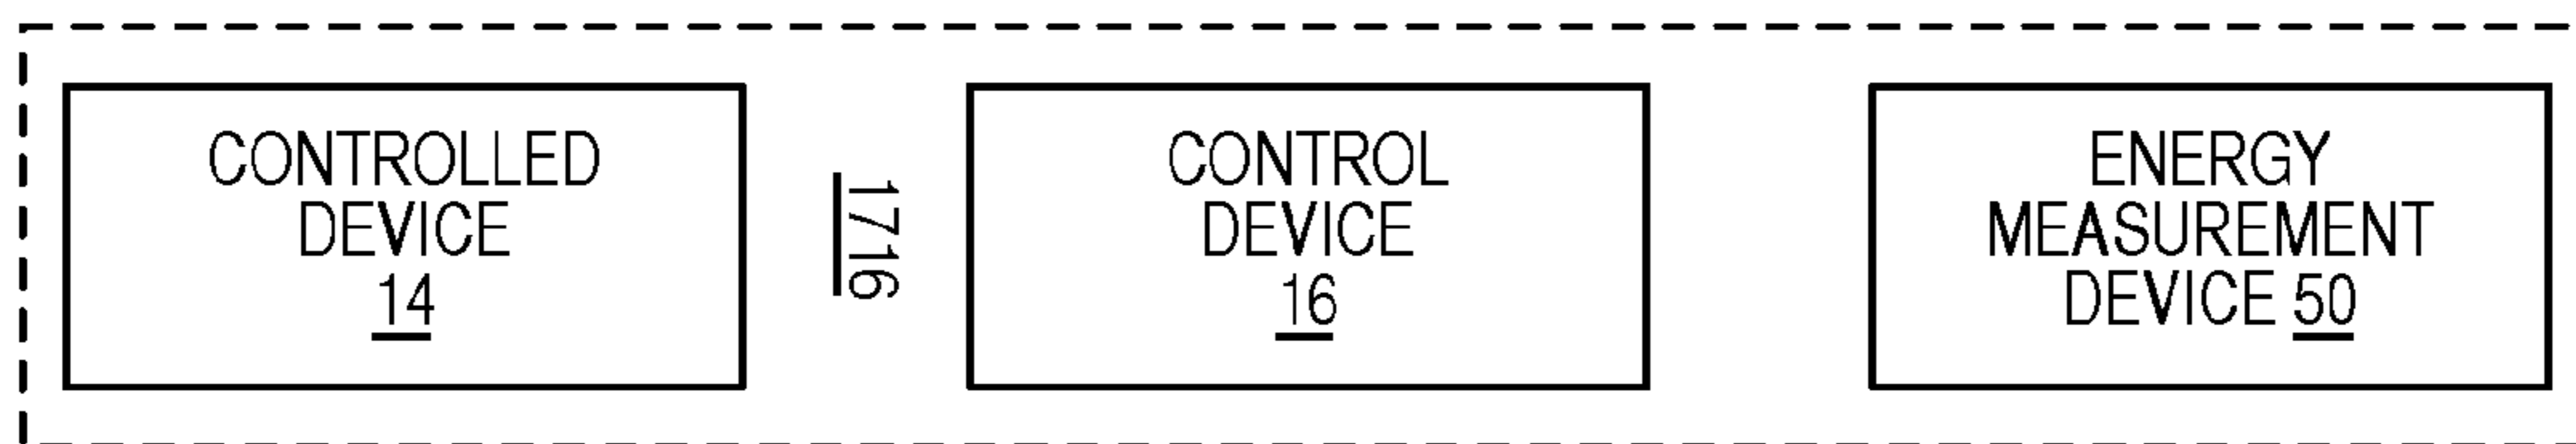 CONTROLLED
DEVICE
14
1716
CONTROL
DEVICE
16
ENERGY
MEASUREMENT
DEVICE 50